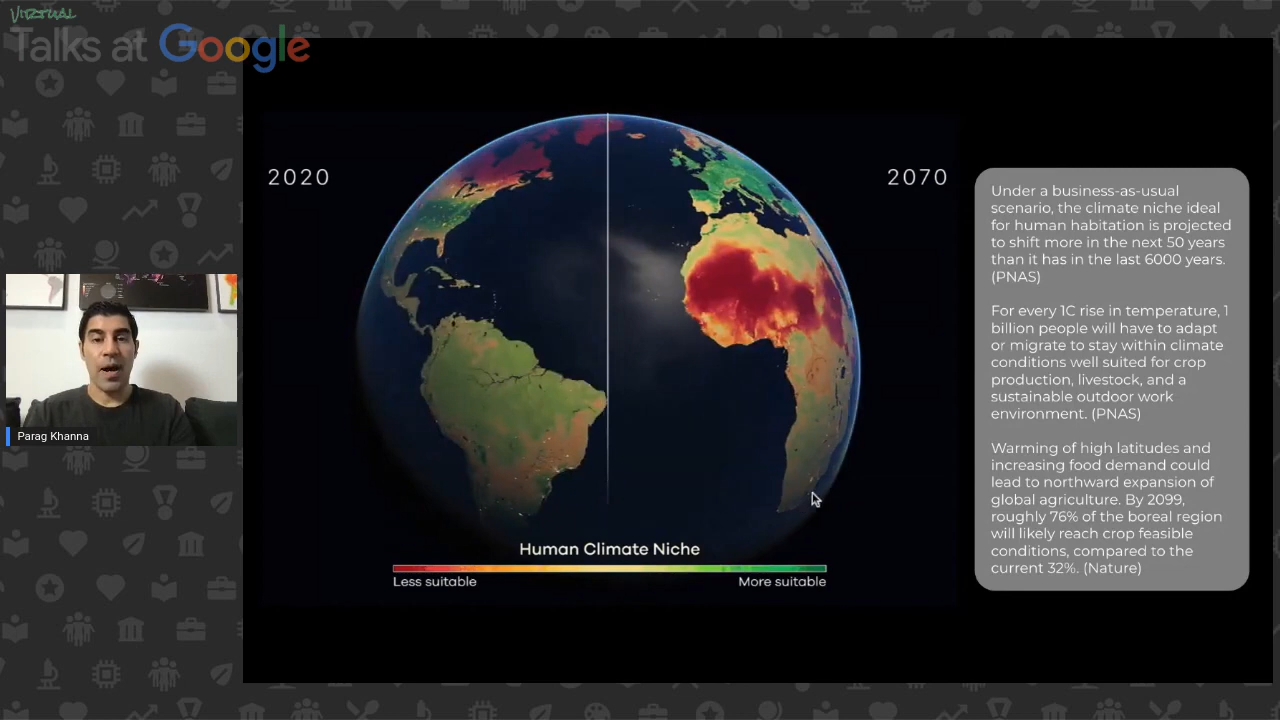 VIRTUAL
Talks at Google
2020
2070
Under a business-as-usual
scenario, the climate niche ideal
for human habitation is projected
to shift more in the next 50 years
than it has in the last 6000 years.
(PNAS)
For every 1C rise in temperature, 1
billion people will have to adapt
or migrate to stay within climate
conditions well suited for crop
production, livestock, and a
sustainable outdoor work
environment. (PNAS)
Warming of high latitudes and
increasing food demand could
lead to northward expansion of
global agriculture. By 2099,
roughly 76% of the boreal region
will likely reach crop feasible
conditions, compared to the
current 32%. (Nature)
Parag Khanna
Human Climate Niche
Less suitable
More suitable